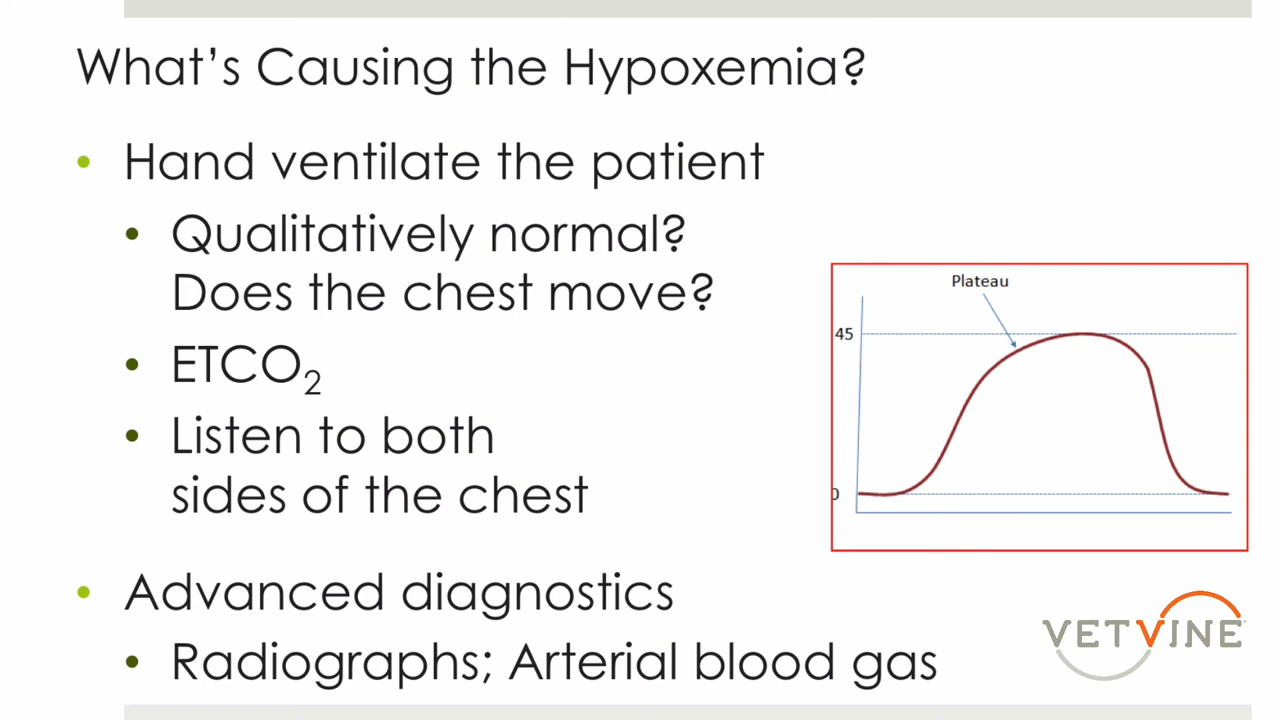 What's Causing the Hypoxemia?
• Hand ventilate the patient
• Qualitatively normal?
Does the chest move?
• ETCO₂
• Listen to both
sides of the chest
Plateau
45
0
• Advanced diagnostics
• Radiographs; Arterial blood gas
VETVINE